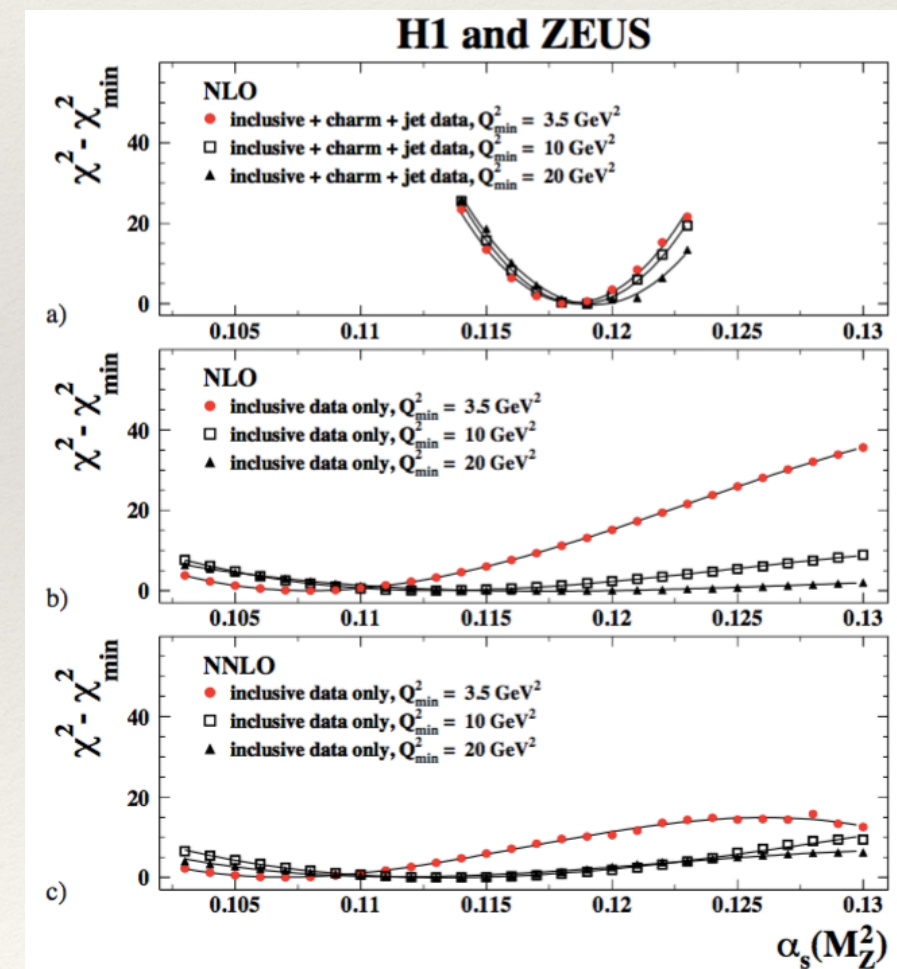 H1 and ZEUS
χ² - χ²min
NLO
inclusive + charm + jet data, Q²min = 3.5 GeV²
inclusive + charm + jet data, Q²min = 10 GeV²
inclusive + charm + jet data, Q²min = 20 GeV²
40
20
0
a)
0.105 0.11 0.115 0.12 0.125 0.13
χ² - χ²min
NLO
inclusive data only, Q²min = 3.5 GeV²
inclusive data only, Q²min = 10 GeV²
inclusive data only, Q²min = 20 GeV²
40
20
0
b)
0.105 0.11 0.115 0.12 0.125 0.13
χ² - χ²min
NNLO
inclusive data only, Q²min = 3.5 GeV²
inclusive data only, Q²min = 10 GeV²
inclusive data only, Q²min = 20 GeV²
40
20
0
c)
0.105 0.11 0.115 0.12 0.125 0.13
αs(M²Z)